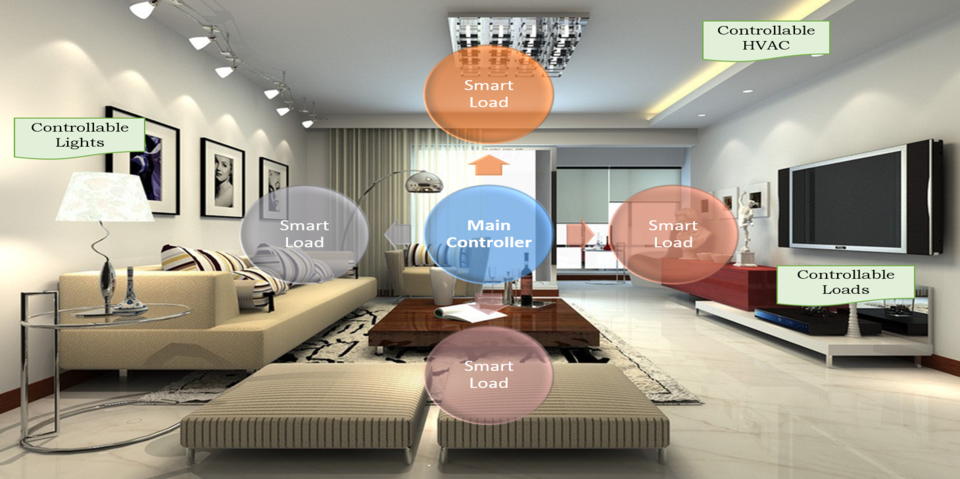 Controllable
HVAC
Smart
Load
Controllable
Lights
Smart
Load
Main
Controller
Smart
Load
Controllable
Loads
Smart
Load